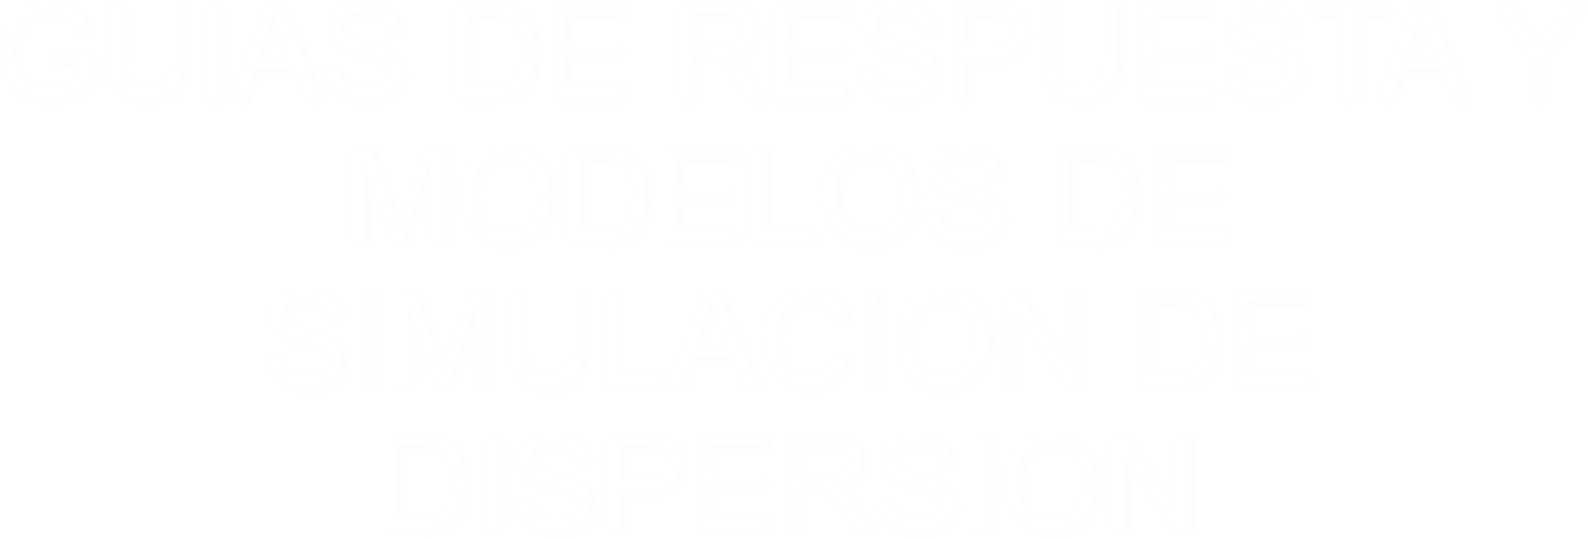 GUIAS DE RESPUESTA Y
MODELOS DE
SIMULACION DE
DISPERSION